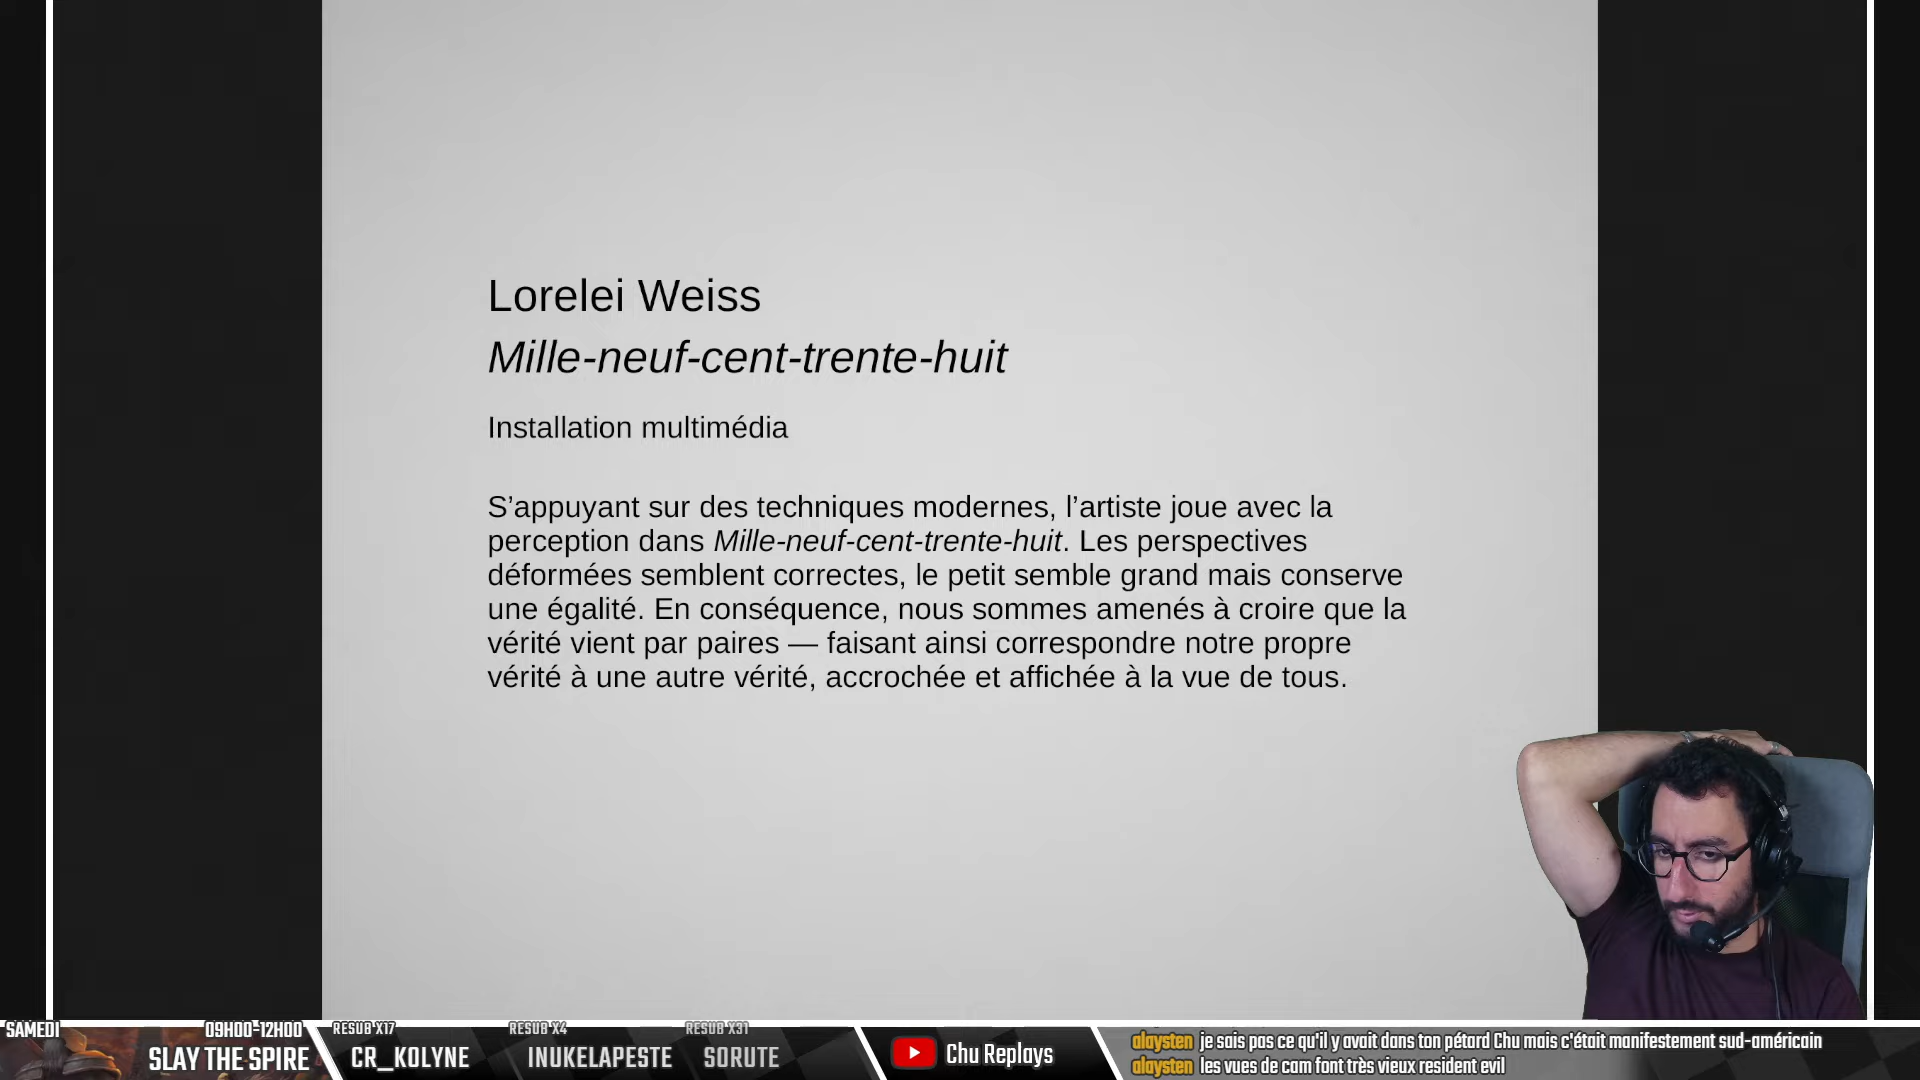 Lorelei Weiss
Mille-neuf-cent-trente-huit
Installation multimédia
S’appuyant sur des techniques modernes, l’artiste joue avec la
perception dans Mille-neuf-cent-trente-huit. Les perspectives
déformées semblent correctes, le petit semble grand mais conserve
une égalité. En conséquence, nous sommes amenés à croire que la
vérité vient par paires — faisant ainsi correspondre notre propre
vérité à une autre vérité, accrochée et affichée à la vue de tous.
SAMEDI 09H00-12H00
SLAY THE SPIRE
RESUB X17
CR_KOLYNE
RESUB X4
INUKELAPESTE
RESUB X31
SORUTE
Chu Replays
alaysten je sais pas ce qu'il y avait dans ton pétard Chu mais c'était manifestement sud-américain
alaysten les vues de cam font très vieux resident evil